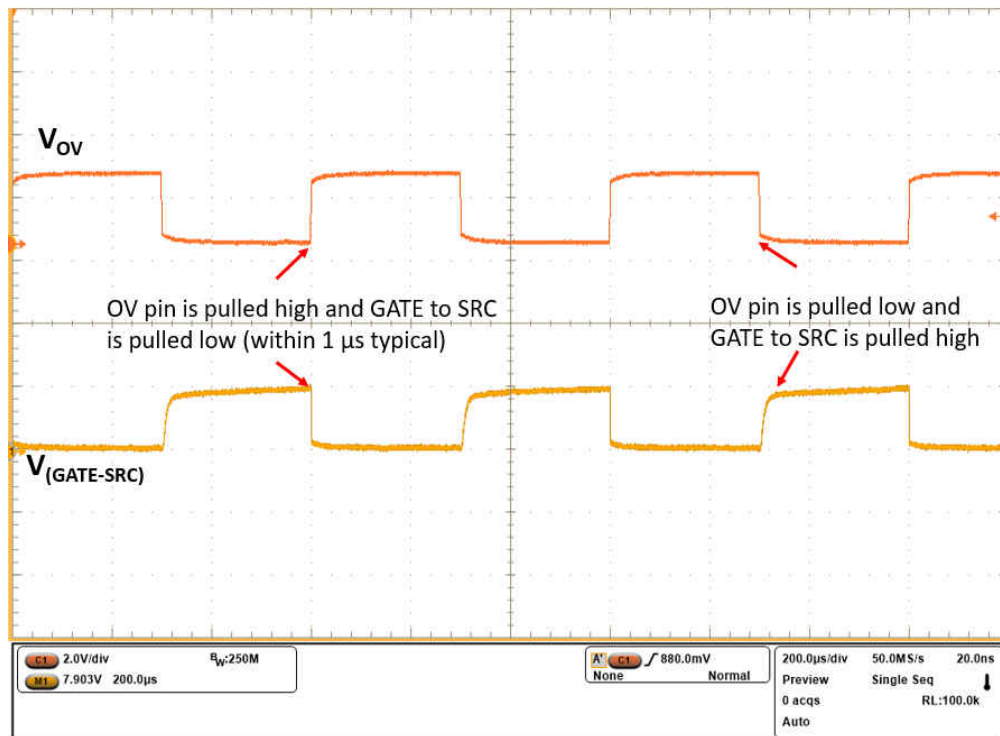 VOV
OV pin is pulled high and GATE to SRC
is pulled low (within 1 µs typical)
OV pin is pulled low and
GATE to SRC is pulled high
V(GATE-SRC)
C1 2.0V/div BW:250M
M1 7.903V 200.0µs
A' C1 880.0mV
None Normal
200.0µs/div 50.0MS/s 20.0ns
Preview Single Seq
0 acqs RL:100.0k
Auto